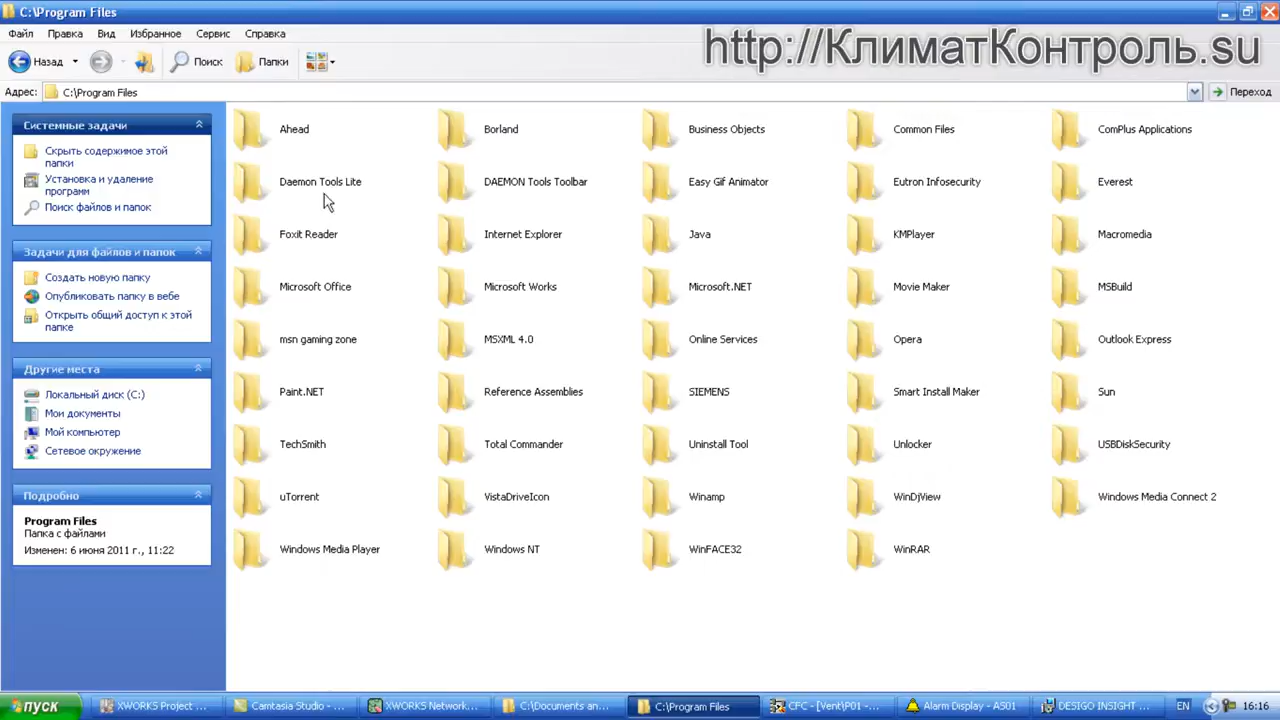 C:\Program Files
Файл Правка Вид Избранное Сервис Справка
http://КлиматКонтроль.su
Назад Поиск Папки
Адрес: C:\Program Files Переход
Системные задачи
Скрыть содержимое этой
папки
Установка и удаление
программ
Поиск файлов и папок
Задачи для файлов и папок
Создать новую папку
Опубликовать папку в вебе
Открыть общий доступ к этой
папке
Другие места
Локальный диск (C:)
Мои документы
Мой компьютер
Сетевое окружение
Подробно
Program Files
Папка с файлами
Изменен: 6 июня 2011 г., 11:22
Ahead Borland Business Objects Common Files ComPlus Applications
Daemon Tools Lite DAEMON Tools Toolbar Easy Gif Animator Eutron Infosecurity Everest
Foxit Reader Internet Explorer Java KMPlayer Macromedia
Microsoft Office Microsoft Works Microsoft.NET Movie Maker MSBuild
msn gaming zone MSXML 4.0 Online Services Opera Outlook Express
Paint.NET Reference Assemblies SIEMENS Smart Install Maker Sun
TechSmith Total Commander Uninstall Tool Unlocker USBDiskSecurity
uTorrent VistaDriveIcon Winamp WinDjView Windows Media Connect 2
Windows Media Player Windows NT WinFACE32 WinRAR
пуск XWORKS Project ... Camtasia Studio - ... XWORKS Network... C:\Documents an... C:\Program Files CFC - [Vent\P01 -... Alarm Display - AS01 DESIGO INSIGHT ... EN 16:16